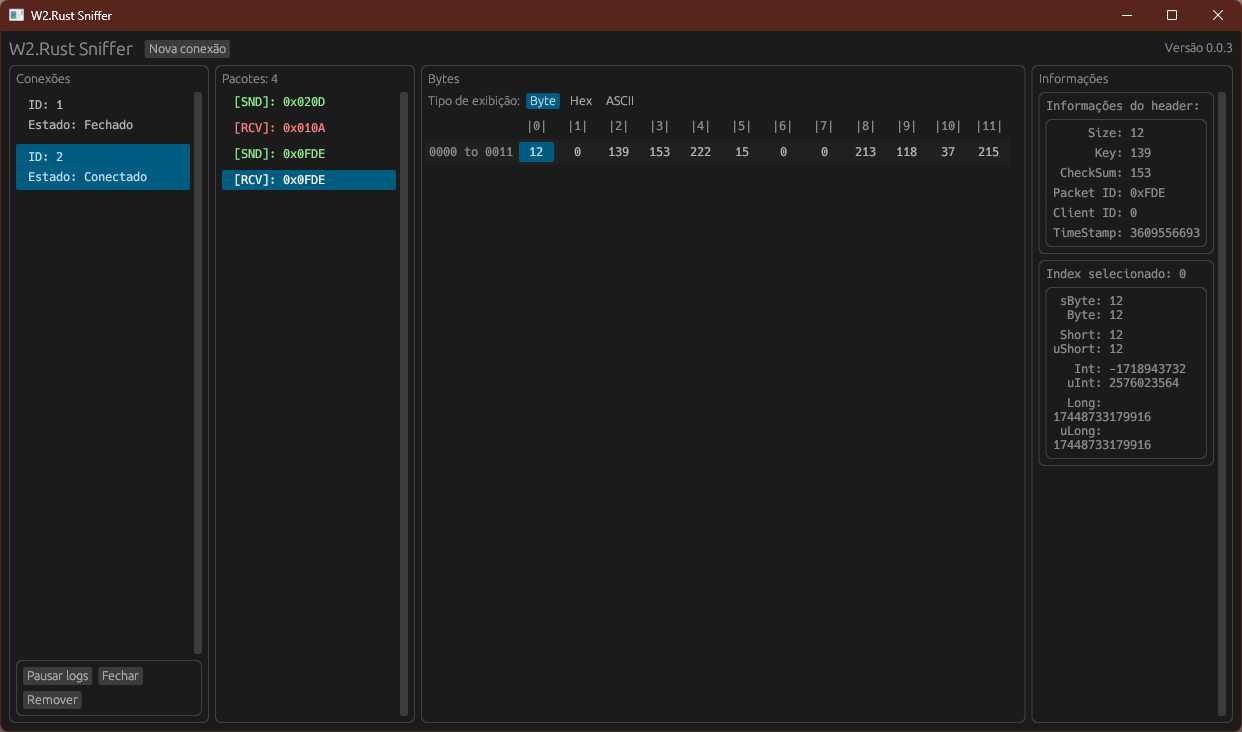 W2.Rust Sniffer
W2.Rust Sniffer Nova conexão Versão 0.0.3
Conexões
ID: 1
Estado: Fechado
ID: 2
Estado: Conectado
Pausar logs Fechar
Remover
Pacotes: 4
[SND]: 0x020D
[RCV]: 0x010A
[SND]: 0x0FDE
[RCV]: 0x0FDE
Bytes
Tipo de exibição: Byte Hex ASCII
|0| |1| |2| |3| |4| |5| |6| |7| |8| |9| |10| |11|
0000 to 0011 12 0 139 153 222 15 0 0 213 118 37 215
Informações
Informações do header:
Size: 12
Key: 139
CheckSum: 153
Packet ID: 0xFDE
Client ID: 0
TimeStamp: 3609556693
Index selecionado: 0
sByte: 12
Byte: 12
Short: 12
uShort: 12
Int: -1718943732
uInt: 2576023564
Long:
17448733179916
uLong:
17448733179916